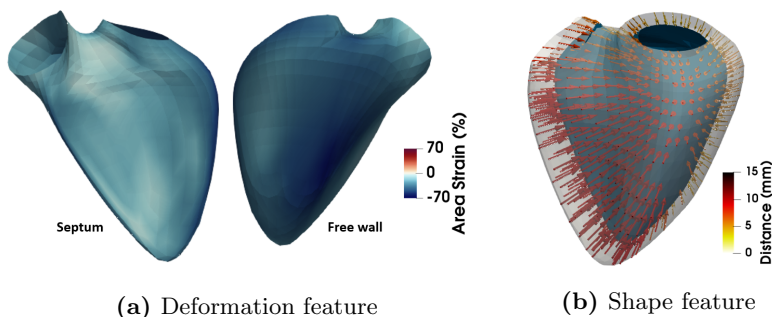 Septum
Free wall
70
0
-70
Area Strain (%)
(a) Deformation feature
15
10
5
0
Distance (mm)
(b) Shape feature